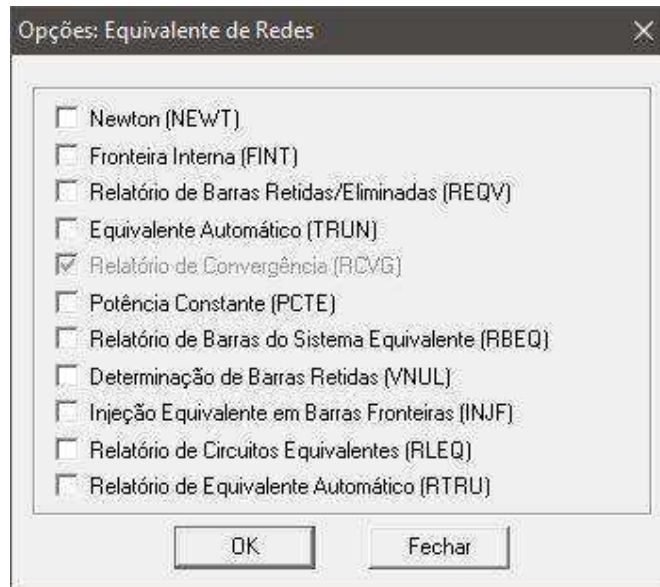 Opções: Equivalente de Redes
Newton (NEWT)
Fronteira Interna (FINT)
Relatório de Barras Retidas/Eliminadas (REQV)
Equivalente Automático (TRUN)
Relatório de Convergência (RCVG)
Potência Constante (PCTE)
Relatório de Barras do Sistema Equivalente (RBEQ)
Determinação de Barras Retidas (VNUL)
Injeção Equivalente em Barras Fronteiras (INJF)
Relatório de Circuitos Equivalentes (RLEQ)
Relatório de Equivalente Automático (RTRU)
OK
Fechar